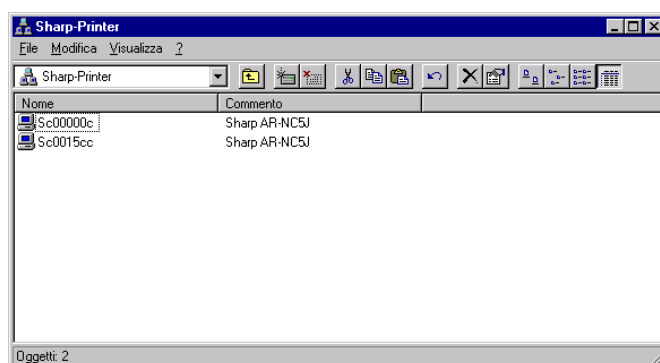 Sharp-Printer
File Modifica Visualizza ?
Sharp-Printer
Nome Commento
Sc00000c Sharp AR-NC5J
Sc0015cc Sharp AR-NC5J
Oggetti: 2